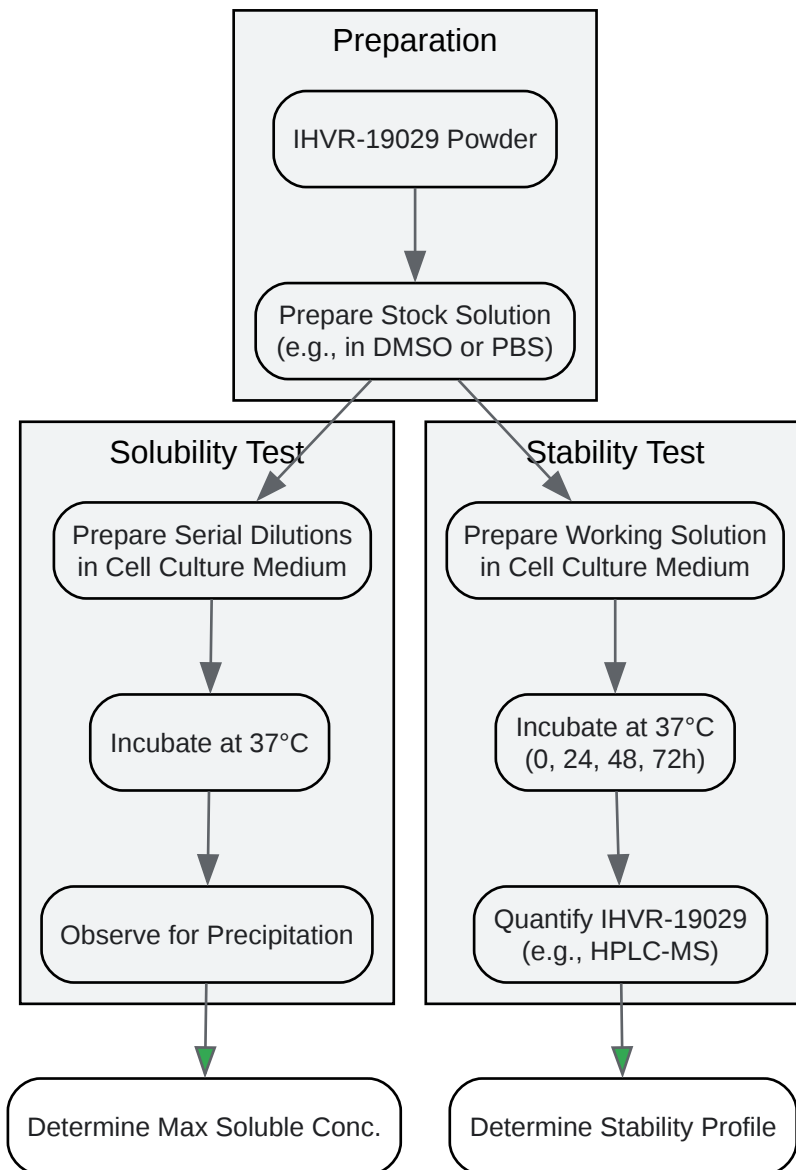 Preparation
IHVR-19029 Powder
Prepare Stock Solution
(e.g., in DMSO or PBS)
Solubility Test
Prepare Serial Dilutions
in Cell Culture Medium
Incubate at 37°C
Observe for Precipitation
Determine Max Soluble Conc.
Stability Test
Prepare Working Solution
in Cell Culture Medium
Incubate at 37°C
(0, 24, 48, 72h)
Quantify IHVR-19029
(e.g., HPLC-MS)
Determine Stability Profile